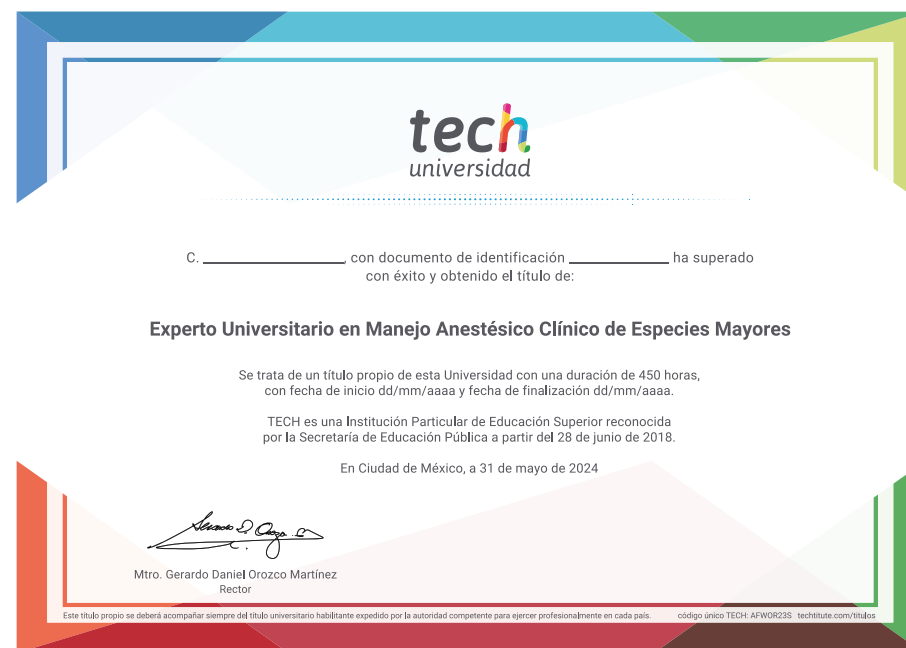 tech
universidad
C. ____________, con documento de identificación ____________ ha superado
con éxito y obtenido el título de:
Experto Universitario en Manejo Anestésico Clínico de Especies Mayores
Se trata de un título propio de esta Universidad con una duración de 450 horas,
con fecha de inicio dd/mm/aaaa y fecha de finalización dd/mm/aaaa.
TECH es una Institución Particular de Educación Superior reconocida
por la Secretaría de Educación Pública a partir del 28 de junio de 2018.
En Ciudad de México, a 31 de mayo de 2024
Mtro. Gerardo Daniel Orozco Martínez
Rector
Este título propio se deberá acompañar siempre del título universitario habilitante expedido por la autoridad competente para ejercer profesionalmente en cada país. código único TECH: AFWOR23S techtitute.com/titulos